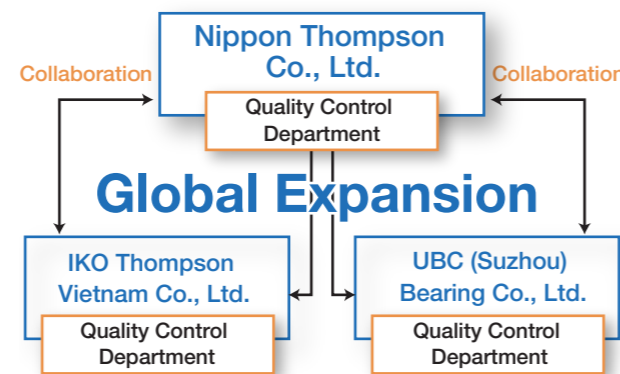 Nippon Thompson
Co., Ltd.
Collaboration
Collaboration
Quality Control
Department
Global Expansion
IKO Thompson
Vietnam Co., Ltd.
UBC (Suzhou)
Bearing Co., Ltd.
Quality Control
Department
Quality Control
Department